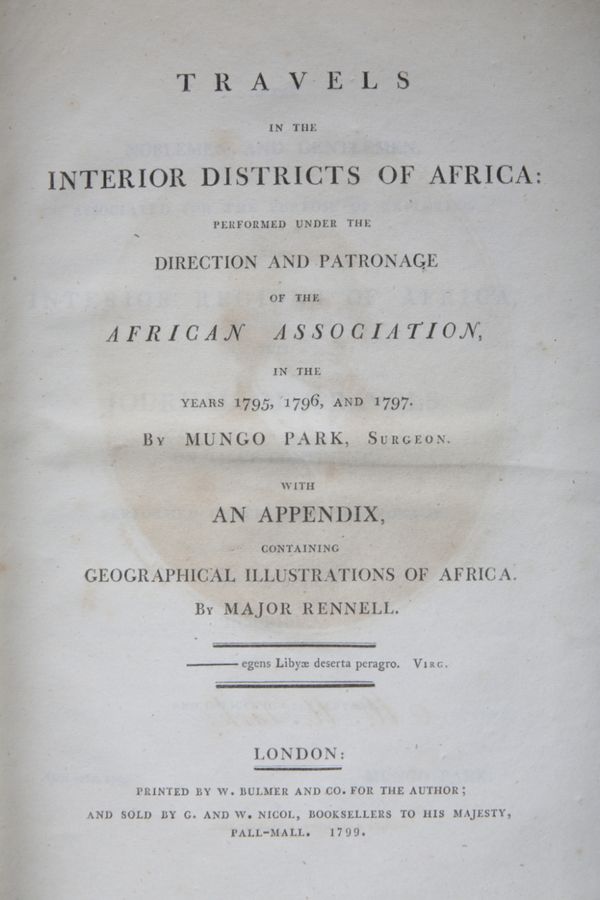 TRAVELS
IN THE
INTERIOR DISTRICTS OF AFRICA:
PERFORMED UNDER THE
DIRECTION AND PATRONAGE
OF THE
AFRICAN ASSOCIATION,
IN THE
YEARS 1795, 1796, AND 1797.
By MUNGO PARK, SURGEON.
WITH
AN APPENDIX,
CONTAINING
GEOGRAPHICAL ILLUSTRATIONS OF AFRICA.
By MAJOR RENNELL.
——— egens Libyæ deserta peragro. VIRG.
LONDON:
PRINTED BY W. BULMER AND CO. FOR THE AUTHOR;
AND SOLD BY G. AND W. NICOL, BOOKSELLERS TO HIS MAJESTY,
PALL-MALL. 1799.